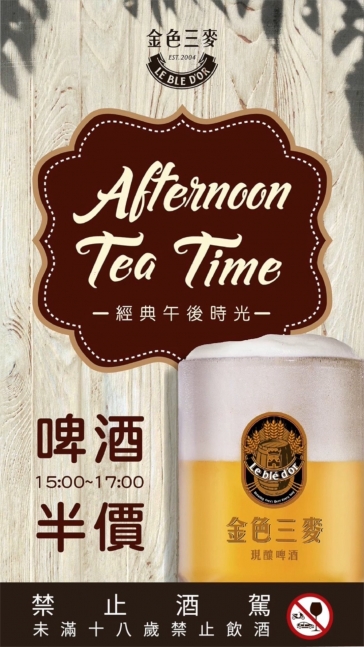 金色三麥
EST. 2004
LE BLE D'OR
Afternoon
Tea Time
經典午後時光
啤酒
15:00~17:00
半價
Le blé d'or
金色三麥
現釀啤酒
禁止酒駕
未滿十八歲禁止飲酒